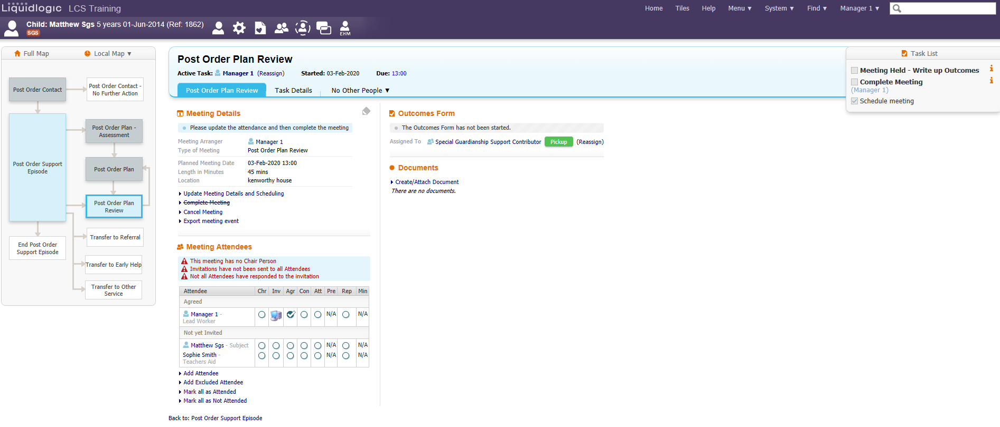 Liquidlogic LCS Training
Home Tiles Help Menu ▼ System ▼ Find ▼ Manager 1 ▼
Child: Matthew Sgs 5 years 01-Jun-2014 (Ref: 1862)
SGS
EHM
Full Map Local Map ▼
Post Order Contact
Post Order Contact -
No Further Action
Post Order Support
Episode
Post Order Plan -
Assessment
Post Order Plan
Post Order Plan
Review
Transfer to Referral
End Post Order
Support Episode
Transfer to Early Help
Transfer to Other
Service
Post Order Plan Review
Active Task: Manager 1 (Reassign) Started: 03-Feb-2020 Due: 13:00
Post Order Plan Review Task Details No Other People ▼
Task List
Meeting Held - Write up Outcomes
Complete Meeting
(Manager 1)
Schedule meeting
Meeting Details
Please update the attendance and then complete the meeting
Meeting Arranger Manager 1
Type of Meeting Post Order Plan Review
Planned Meeting Date 03-Feb-2020 13:00
Length in Minutes 45 mins
Location kenworthy house
Update Meeting Details and Scheduling
Complete Meeting
Cancel Meeting
Export meeting event
Meeting Attendees
This meeting has no Chair Person
Invitations have not been sent to all Attendees
Not all Attendees have responded to the invitation
Attendee Chr Inv Agr Con Att Pre Rep Min
Agreed
Manager 1 - N/A N/A
Lead Worker
Not yet Invited
Matthew Sgs - Subject N/A N/A
Sophie Smith - N/A N/A
Teachers Aid
Add Attendee
Add Excluded Attendee
Mark all as Attended
Mark all as Not Attended
Outcomes Form
The Outcomes Form has not been started.
Assigned To Special Guardianship Support Contributor Pickup (Reassign)
Documents
Create/Attach Document
There are no documents.
Back to: Post Order Support Episode